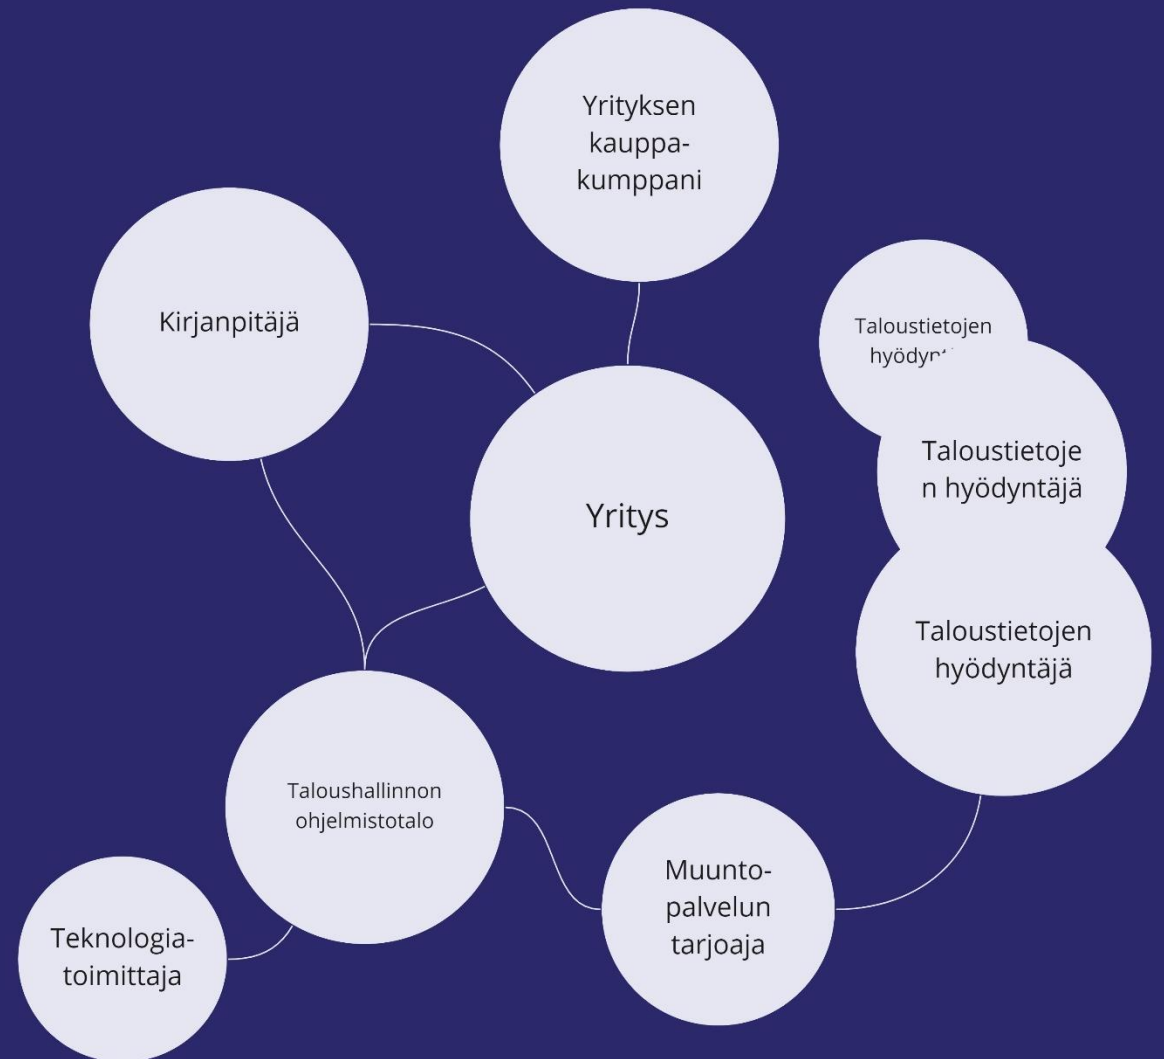 Yrityksen
kauppa-
kumppani
Kirjanpitäjä
Taloustietojen
Taloustietoje
n hyödyntäjä
Yritys
Taloustietojen
hyödyntäjä
Taloushallinnon
ohjelmistotalo
Muunto-
palvelun
tarjoaja
Teknologia-
toimittaja